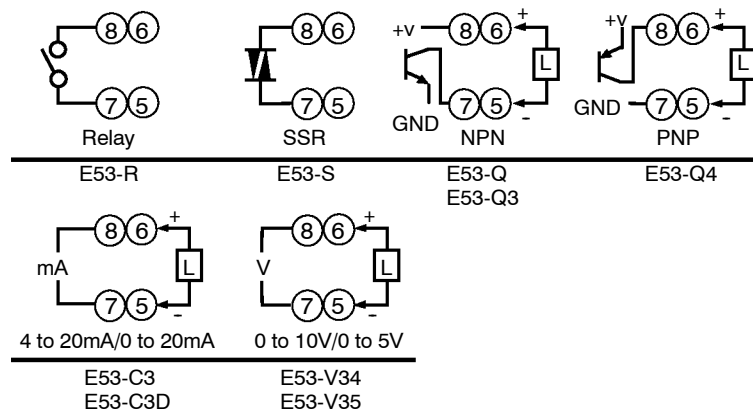 8 6
7 5
Relay
E53-R
8 6
7 5
SSR
E53-S
+v 8 6 +
L
GND 7 5 -
NPN
E53-Q
E53-Q3
+v 8 6 +
L
GND 7 5 -
PNP
E53-Q4
8 6 +
mA L
7 5 -
4 to 20mA/0 to 20mA
E53-C3
E53-C3D
8 6 +
V L
7 5 -
0 to 10V/0 to 5V
E53-V34
E53-V35